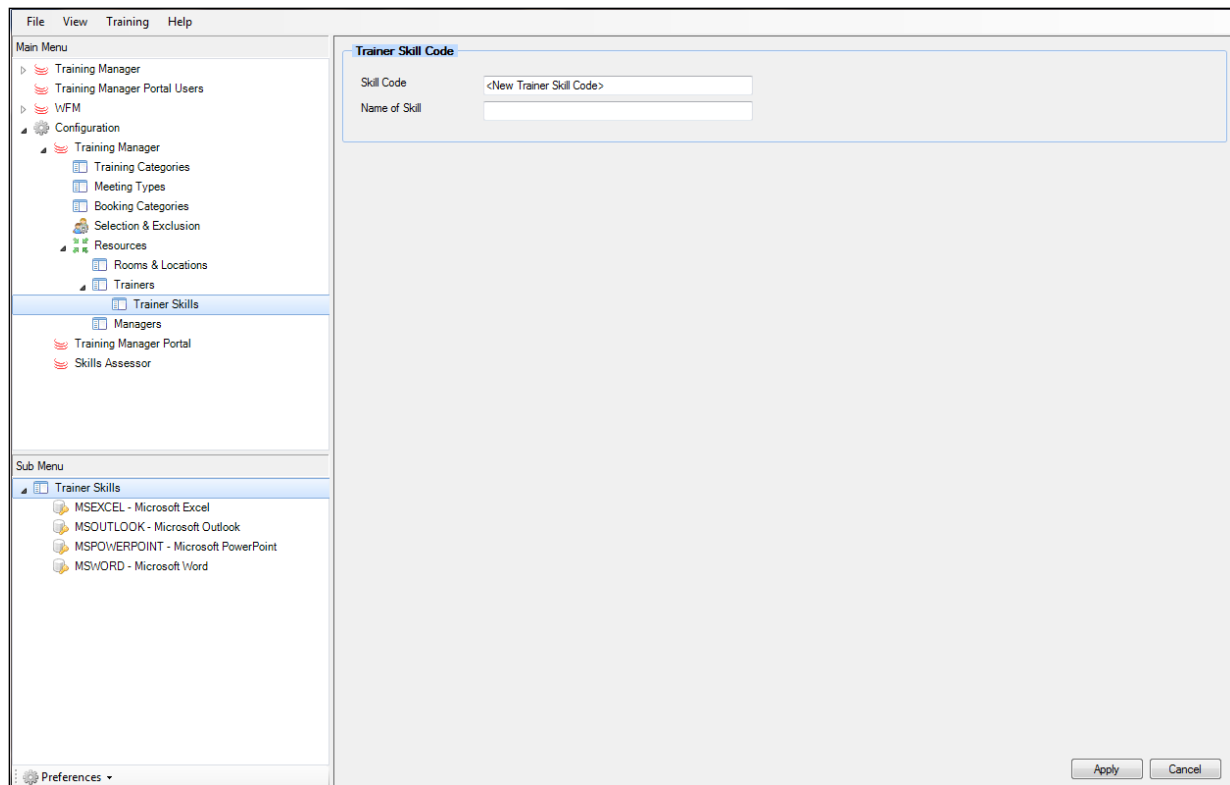 File View Training Help
Main Menu
Training Manager
Training Manager Portal Users
WFM
Configuration
Training Manager
Training Categories
Meeting Types
Booking Categories
Selection & Exclusion
Resources
Rooms & Locations
Trainers
Trainer Skills
Managers
Training Manager Portal
Skills Assessor
Sub Menu
Trainer Skills
MSEXCEL - Microsoft Excel
MSOUTLOOK - Microsoft Outlook
MSPOWERPOINT - Microsoft PowerPoint
MSWORD - Microsoft Word
Preferences
Trainer Skill Code
Skill Code <New Trainer Skill Code>
Name of Skill
Apply Cancel